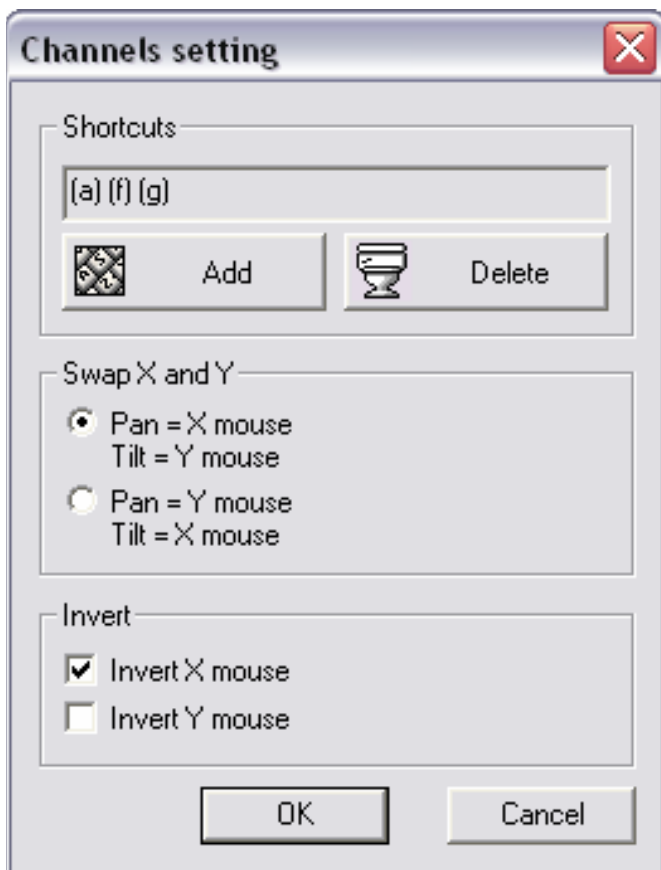 Channels setting
Shortcuts
(a) (f) (g)
Add
Delete
Swap X and Y
Pan = X mouse
Tilt = Y mouse
Pan = Y mouse
Tilt = X mouse
Invert
Invert X mouse
Invert Y mouse
OK
Cancel